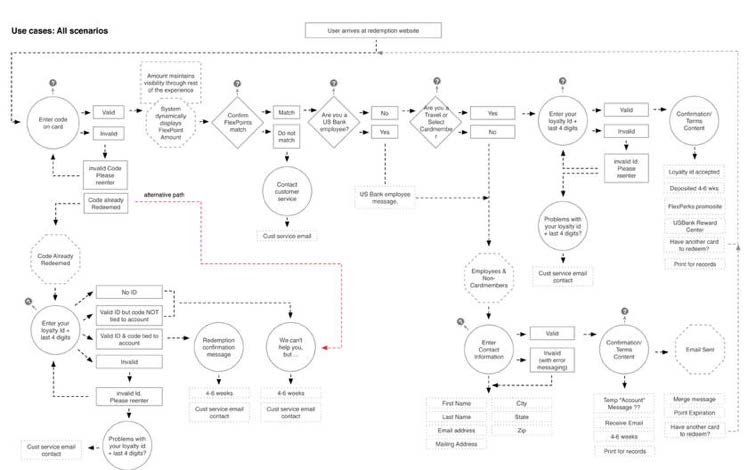 Use cases: All scenarios
User arrives at redemption website
Amount maintains
visibility through rest
of the experience
Enter code
on card
Valid
Invalid
System
dynamically
displays
FlexPoint
Amount
Confirm
FlexPoints
match
Match
Do not
match
Are you a
US Bank
employee?
No
Yes
Are you a
Travel or
Select
Cardmembe
r
Yes
No
Enter your
loyalty Id +
last 4 digits
Valid
Invalid
Confirmation/
Terms
Content
invalid Code
Please
reenter
Code already
Redeemed
alternative path
Contact
customer
service
Cust service email
US Bank employee
message.
invalid Id.
Please
reenter
Problems with
your loyalty id
+ last 4 digits?
Cust service email
contact
Loyalty id accepted
Deposited 4-6 wks
FlexPerks promosite
USBank Reward
Center
Have another card
to redeem?
Print for records
Code Already
Redeemed
Employees &
Non-
Cardmembers
Enter your
loyalty Id +
last 4 digits
No ID
Valid ID but code NOT
tied to account
Valid ID & code tied to
account
Invalid
invalid Id.
Please reenter
Redemption
confirmation
message
4-6 weeks
Cust service email
contact
We can't
help you,
but ...
4-6 weeks
Cust service email
contact
Problems with
your loyalty id
+ last 4 digits?
Cust service email
contact
Enter
Contact
Information
Valid
Invalid
(with error
messaging)
First Name
Last Name
Email address
Mailing Address
City
State
Zip
Confirmation/
Terms
Content
Temp "Account"
Message ??
Receive Email
4-6 weeks
Print for records
Email Sent
Merge message
Point Expiration
Have another card
to redeem?